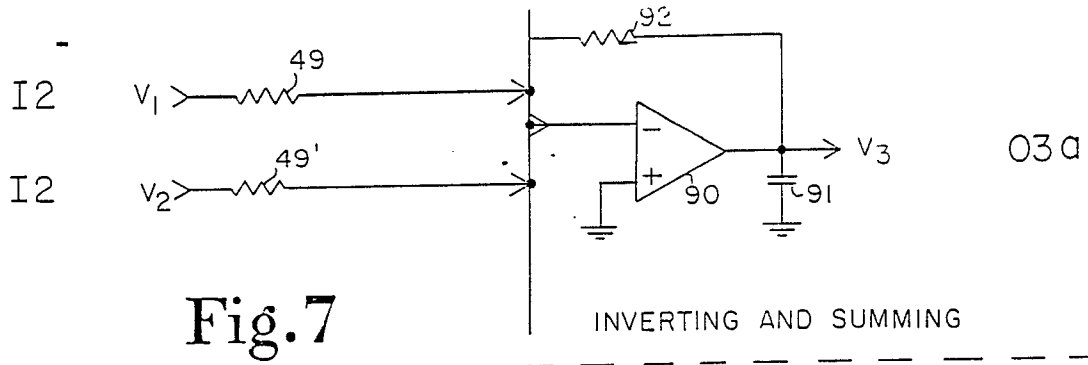 92
49
I2 V1
− 
49'
V3 O3a
I2 V2
+
90
91
Fig.7
INVERTING AND SUMMING